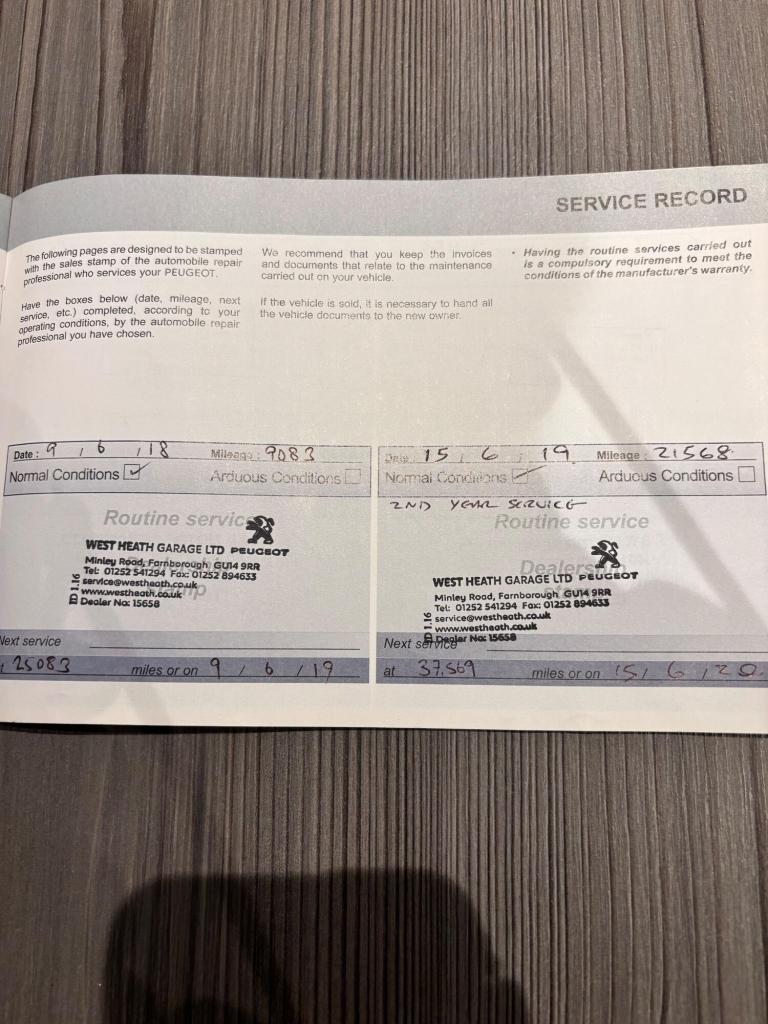 SERVICE RECORD
The following pages are designed to be stamped
with the sales stamp of the automobile repair
professional who services your PEUGEOT.
Have the boxes below (date, mileage, next
service, etc.) completed, according to your
operating conditions, by the automobile repair
professional you have chosen.
We recommend that you keep the invoices
and documents that relate to the maintenance
carried out on your vehicle.
If the vehicle is sold, it is necessary to hand all
the vehicle documents to the new owner.
• Having the routine services carried out
is a compulsory requirement to meet the
conditions of the manufacturer's warranty.
Date : 9 / 6 / 18 Mileage : 9083
Normal Conditions ✓ Arduous Conditions
Routine service
WEST HEATH GARAGE LTD PEUGEOT
Minley Road, Farnborough GU14 9RR
Tel: 01252 541294 Fax: 01252 894633
service@westheath.co.uk
www.westheath.co.uk
Dealer No: 15658
ID 1.16
Next service
25083 miles or on 9 / 6 / 19
Date : 15 / 6 / 19 Mileage : 21568
Normal Conditions ✓ Arduous Conditions
2ND YEAR SERVICE
Routine service
WEST HEATH GARAGE LTD PEUGEOT
Minley Road, Farnborough GU14 9RR
Tel: 01252 541294 Fax: 01252 894633
service@westheath.co.uk
www.westheath.co.uk
Dealer No: 15658
ID 1.16
Next service
at 37,569 miles or on 15 / 6 / 20